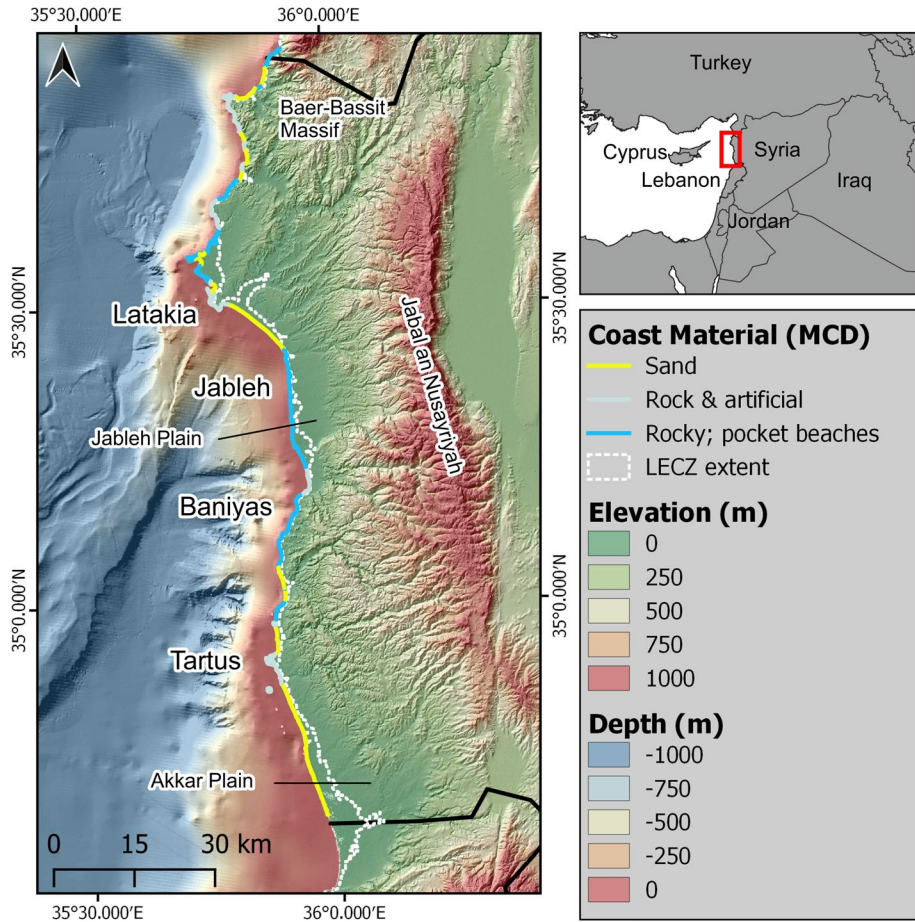 35°30.000′E
36°0.000′E
Baer-Bassit
Massif
Latakia
Jableh
Jableh Plain
Jabal an Nusayriyah
Baniyas
Tartus
Akkar Plain
0 15 30 km
35°30.000′N
35°0.000′N
35°30.000′N
35°0.000′N
35°30.000′E
36°0.000′E
Turkey
Cyprus
Syria
Lebanon
Iraq
Jordan
Coast Material (MCD)
Sand
Rock & artificial
Rocky; pocket beaches
LECZ extent
Elevation (m)
0
250
500
750
1000
Depth (m)
-1000
-750
-500
-250
0